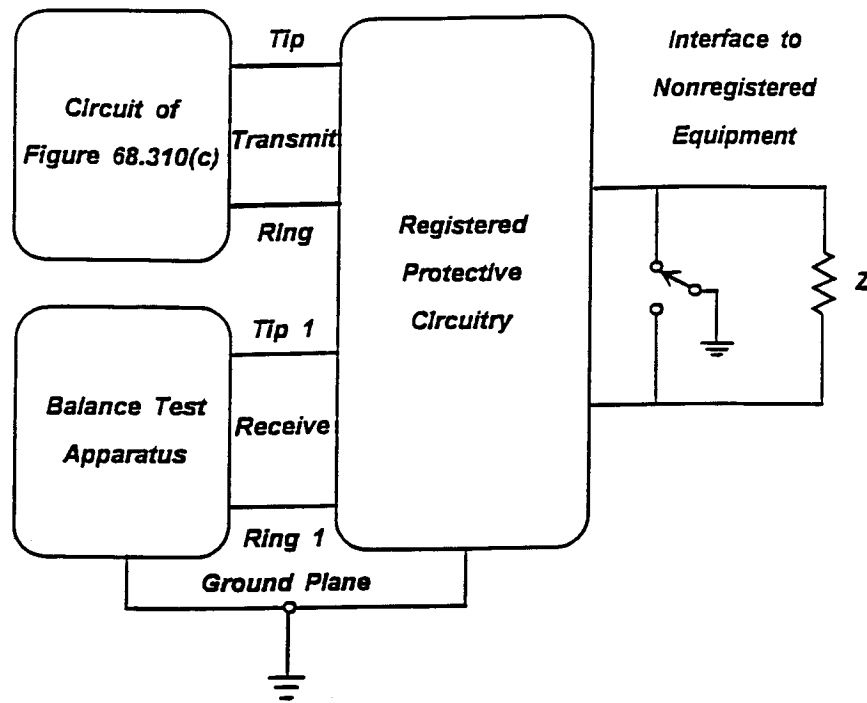 Circuit of
Figure 68.310(c)
Tip
Transmit
Ring
Balance Test
Apparatus
Tip 1
Receive
Ring 1
Ground Plane
Registered
Protective
Circuitry
Interface to
Nonregistered
Equipment
Z